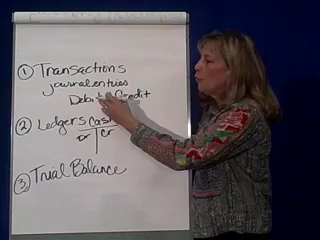 ① Transactions
journal entries
Debit Credit
② Ledgers Cash
Dr Cr
③ Trial Balance